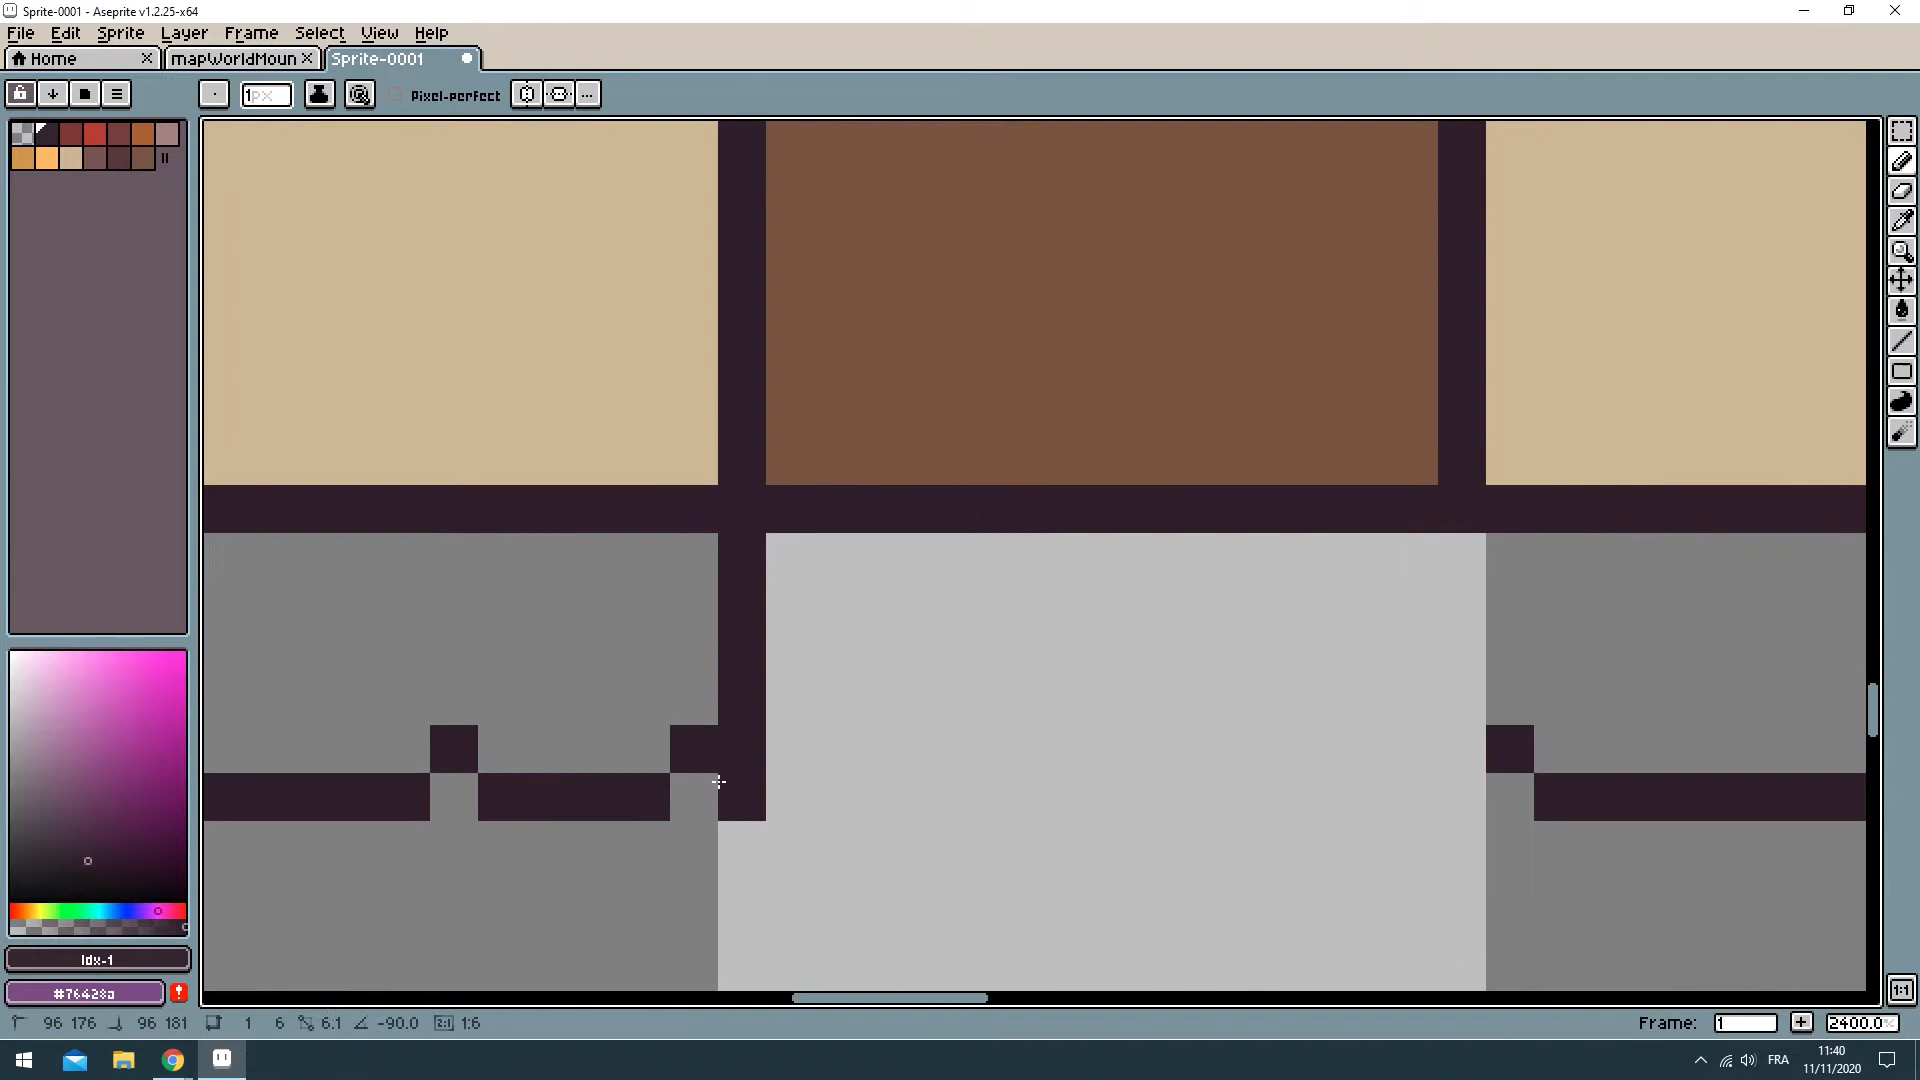 Sprite-0001 - Aseprite v1.2.25-x64
File Edit Sprite Layer Frame Select View Help
Home mapWorldMoun Sprite-0001
1px Pixel-perfect
Idx-1
#76428a
96 176 96 181 1 6 6.1 -90.0 1:6
Frame: 1 2400.0%
1:1
FRA
11:40
11/11/2020